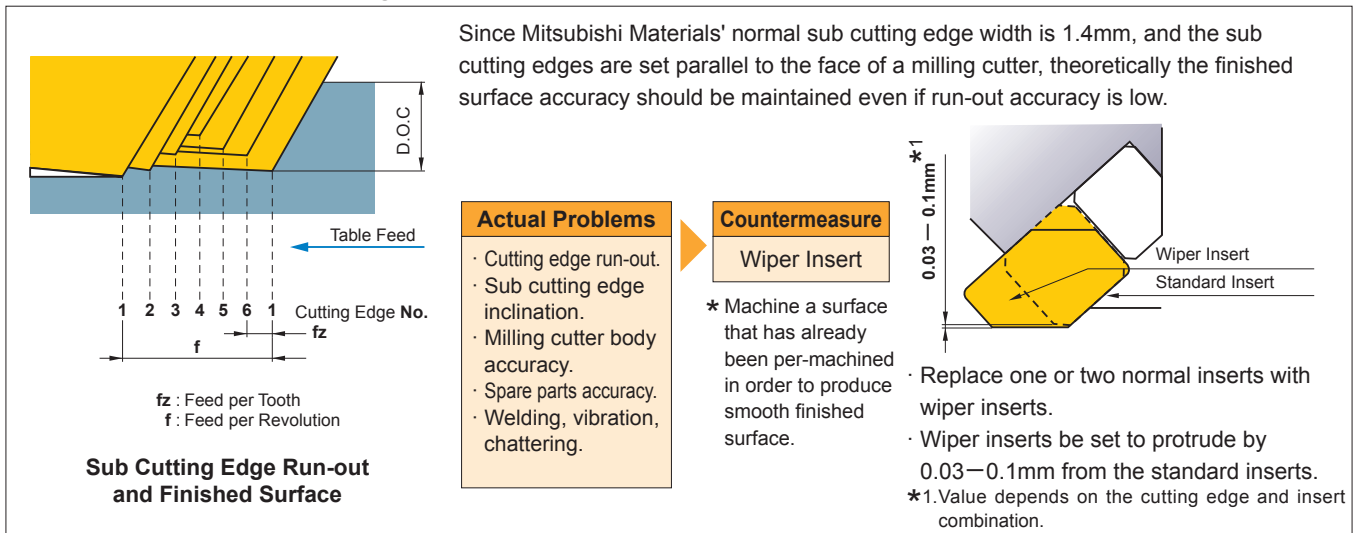 Since Mitsubishi Materials' normal sub cutting edge width is 1.4mm, and the sub
cutting edges are set parallel to the face of a milling cutter, theoretically the finished
surface accuracy should be maintained even if run-out accuracy is low.
D.O.C
Table Feed
1 2 3 4 5 6 1 Cutting Edge No.
fz
f
fz : Feed per Tooth
f : Feed per Revolution
Sub Cutting Edge Run-out
and Finished Surface
Actual Problems
· Cutting edge run-out.
· Sub cutting edge
inclination.
· Milling cutter body
accuracy.
· Spare parts accuracy.
· Welding, vibration,
chattering.
Countermeasure
Wiper Insert
* Machine a surface
that has already
been per-machined
in order to produce
smooth finished
surface.
0.03－0.1mm*1
Wiper Insert
Standard Insert
· Replace one or two normal inserts with
wiper inserts.
· Wiper inserts be set to protrude by
0.03－0.1mm from the standard inserts.
*1.Value depends on the cutting edge and insert
combination.